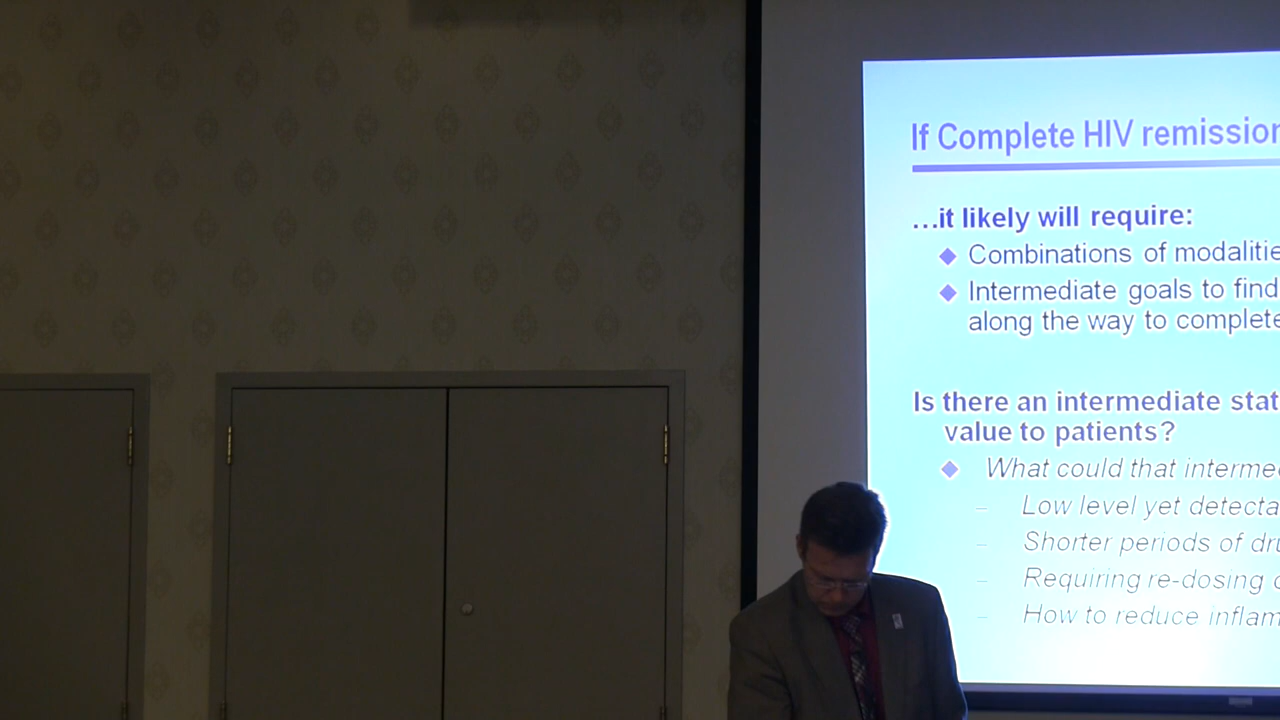 If Complete HIV remission
…it likely will require:
◆ Combinations of modalitie
◆ Intermediate goals to find
along the way to complete
Is there an intermediate stat
value to patients?
◆ What could that interme
– Low level yet detecta
– Shorter periods of dru
– Requiring re-dosing
– How to reduce inflam